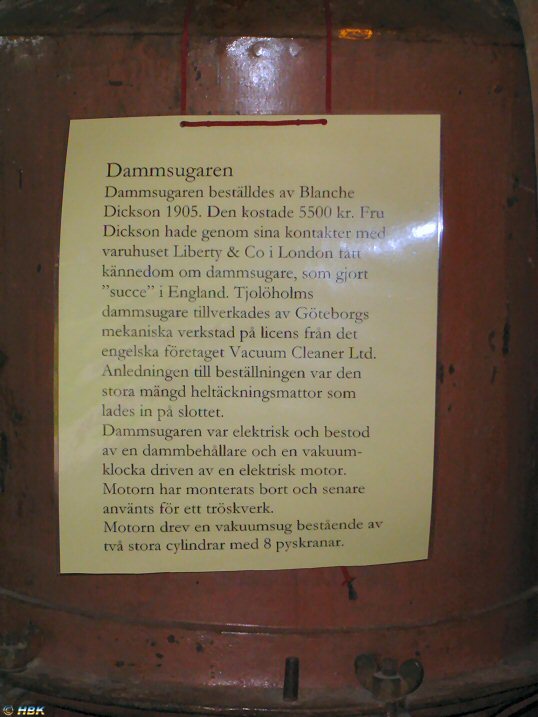 Dammsugaren
Dammsugaren beställdes av Blanche
Dickson 1905. Den kostade 5500 kr. Fru
Dickson hade genom sina kontakter med
varuhuset Liberty & Co i London fått
kännedom om dammsugare, som gjort
”succe” i England. Tjolöholms
dammsugare tillverkades av Göteborgs
mekaniska verkstad på licens från det
engelska företaget Vacuum Cleaner Ltd.
Anledningen till beställningen var den
stora mängd heltäckningsmattor som
lades in på slottet.
Dammsugaren var elektrisk och bestod
av en dammbehållare och en vakuum-
klocka driven av en elektrisk motor.
Motorn har monterats bort och senare
använts för ett tröskverk.
Motorn drev en vakuumsug bestående av
två stora cylindrar med 8 pyskranar.
© HBK